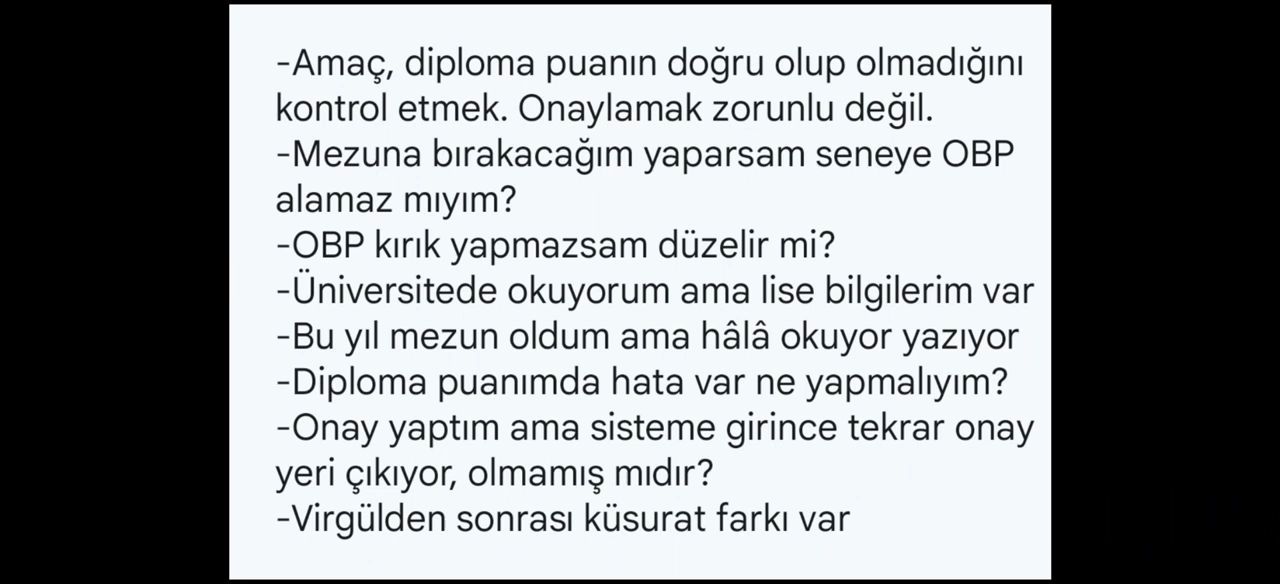 -Amaç, diploma puanın doğru olup olmadığını
kontrol etmek. Onaylamak zorunlu değil.
-Mezuna bırakacağım yaparsam seneye OBP
alamaz mıyım?
-OBP kırık yapmazsam düzelir mi?
-Üniversitede okuyorum ama lise bilgilerim var
-Bu yıl mezun oldum ama hâlâ okuyor yazıyor
-Diploma puanımda hata var ne yapmalıyım?
-Onay yaptım ama sisteme girince tekrar onay
yeri çıkıyor, olmamış mıdır?
-Virgülden sonrası küsurat farkı var